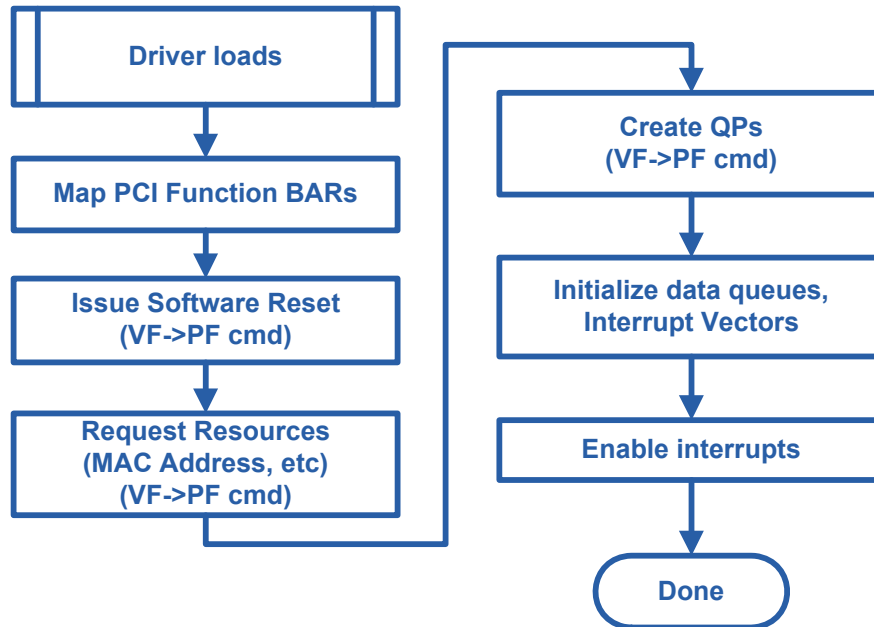 Driver loads
Map PCI Function BARs
Issue Software Reset
(VF->PF cmd)
Request Resources
(MAC Address, etc)
(VF->PF cmd)
Create QPs
(VF->PF cmd)
Initialize data queues,
Interrupt Vectors
Enable interrupts
Done